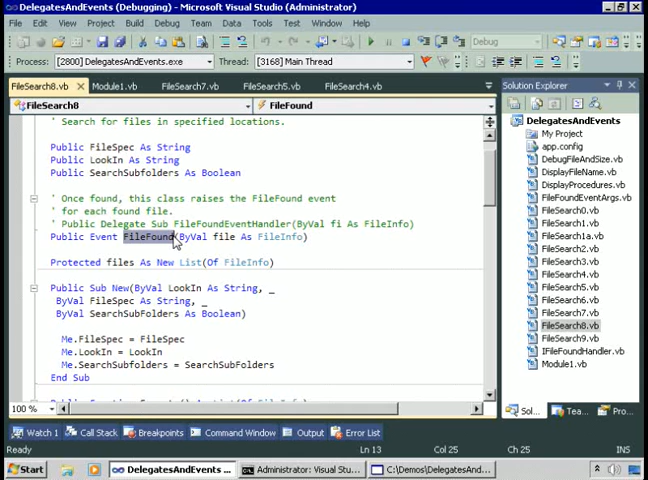 DelegatesAndEvents (Debugging) - Microsoft Visual Studio (Administrator)
File Edit View Project Build Debug Team Data Tools Test Window Help
Debug
Process: [2800] DelegatesAndEvents.exe Thread: [3168] Main Thread
FileSearch8.vb Module1.vb FileSearch7.vb FileSearch5.vb FileSearch4.vb
FileSearch8 FileFound
' Search for files in specified locations.
Public FileSpec As String
Public LookIn As String
Public SearchSubfolders As Boolean
' Once found, this class raises the FileFound event
' for each found file.
' Public Delegate Sub FileFoundEventHandler(ByVal fi As FileInfo)
Public Event FileFound(ByVal file As FileInfo)
Protected files As New List(Of FileInfo)
Public Sub New(ByVal LookIn As String, _
ByVal FileSpec As String, _
ByVal SearchSubFolders As Boolean)
Me.FileSpec = FileSpec
Me.LookIn = LookIn
Me.SearchSubfolders = SearchSubFolders
End Sub
100 %
Solution Explorer
DelegatesAndEvents
My Project
app.config
DebugFileAndSize.vb
DisplayFileName.vb
DisplayProcedures.vb
FileFoundEventArgs.vb
FileSearch0.vb
FileSearch1.vb
FileSearch1a.vb
FileSearch2.vb
FileSearch3.vb
FileSearch4.vb
FileSearch5.vb
FileSearch6.vb
FileSearch7.vb
FileSearch8.vb
FileSearch9.vb
IFileFoundHandler.vb
Module1.vb
Sol... Tea... Pro...
Watch 1 Call Stack Breakpoints Command Window Output Error List
Ready Ln 13 Col 25 Ch 25 INS
Start DelegatesAndEvents ... Administrator: Visual Stu... C:\Demos\DelegatesAnd...